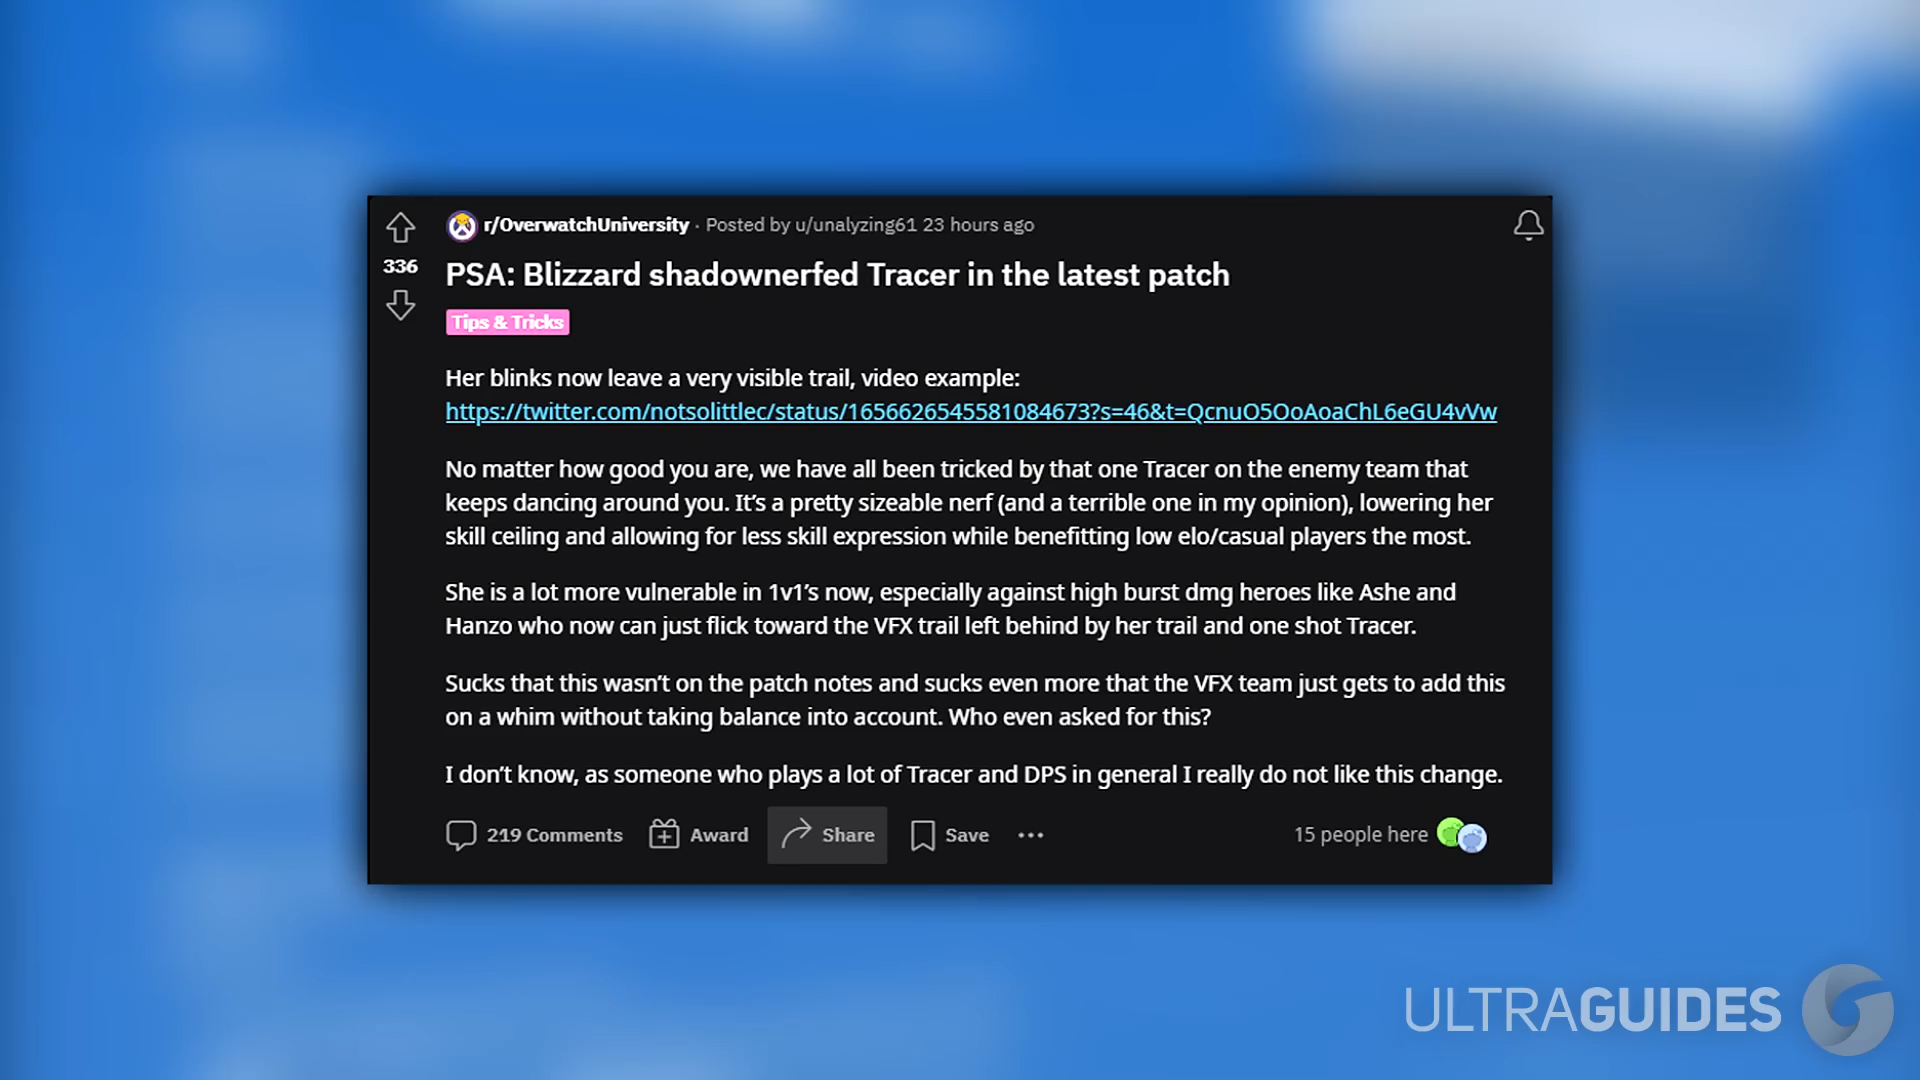 r/OverwatchUniversity · Posted by u/unalyzing61 23 hours ago
336
PSA: Blizzard shadownerfed Tracer in the latest patch
Tips & Tricks
Her blinks now leave a very visible trail, video example:
https://twitter.com/notsolittlec/status/1656626545581084673?s=46&t=QcnuO5OoAoaChL6eGU4vVw
No matter how good you are, we have all been tricked by that one Tracer on the enemy team that
keeps dancing around you. It's a pretty sizeable nerf (and a terrible one in my opinion), lowering her
skill ceiling and allowing for less skill expression while benefitting low elo/casual players the most.
She is a lot more vulnerable in 1v1's now, especially against high burst dmg heroes like Ashe and
Hanzo who now can just flick toward the VFX trail left behind by her trail and one shot Tracer.
Sucks that this wasn't on the patch notes and sucks even more that the VFX team just gets to add this
on a whim without taking balance into account. Who even asked for this?
I don't know, as someone who plays a lot of Tracer and DPS in general I really do not like this change.
219 Comments Award Share Save ··· 15 people here
ULTRAGUIDES